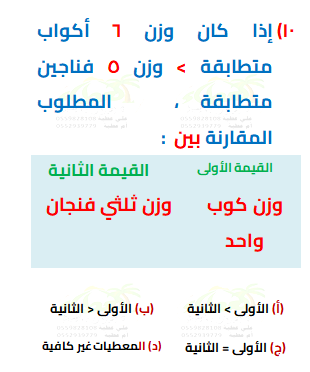 ١٠) إذا كان وزن ٦ أكواب
متطابقة > وزن ٥ فناجين
متطابقة ، المطلوب
المقارنة بين :
القيمة الأولى القيمة الثانية
وزن كوب وزن ثلثي فنجان
واحد
(أ) الأولى > الثانية (ب) الأولى < الثانية
(ج) الأولى = الثانية (د) المعطيات غير كافية